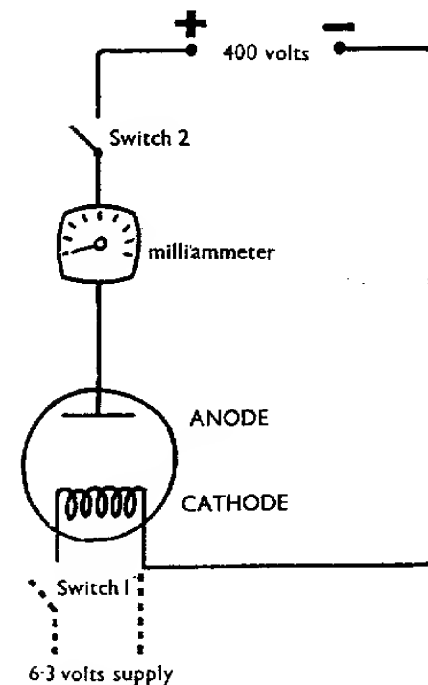 + −
400 volts
Switch 2
milliammeter
ANODE
CATHODE
Switch 1
6·3 volts supply